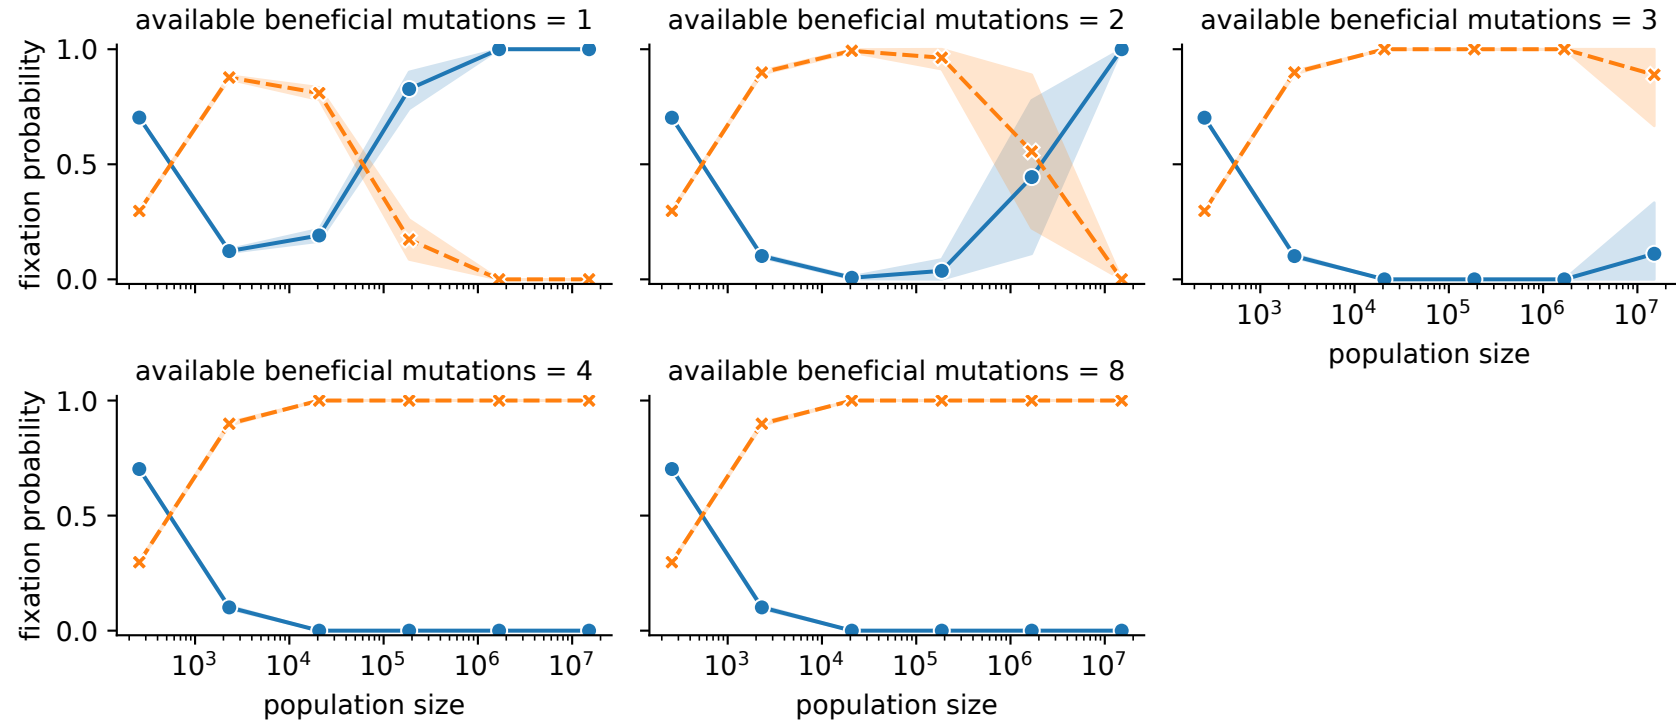 available beneficial mutations = 1
available beneficial mutations = 2
available beneficial mutations = 3
fixation probability
1.0
0.5
0.0
10³ 10⁴ 10⁵ 10⁶ 10⁷
population size
available beneficial mutations = 4
available beneficial mutations = 8
fixation probability
1.0
0.5
0.0
10³ 10⁴ 10⁵ 10⁶ 10⁷
10³ 10⁴ 10⁵ 10⁶ 10⁷
population size
population size